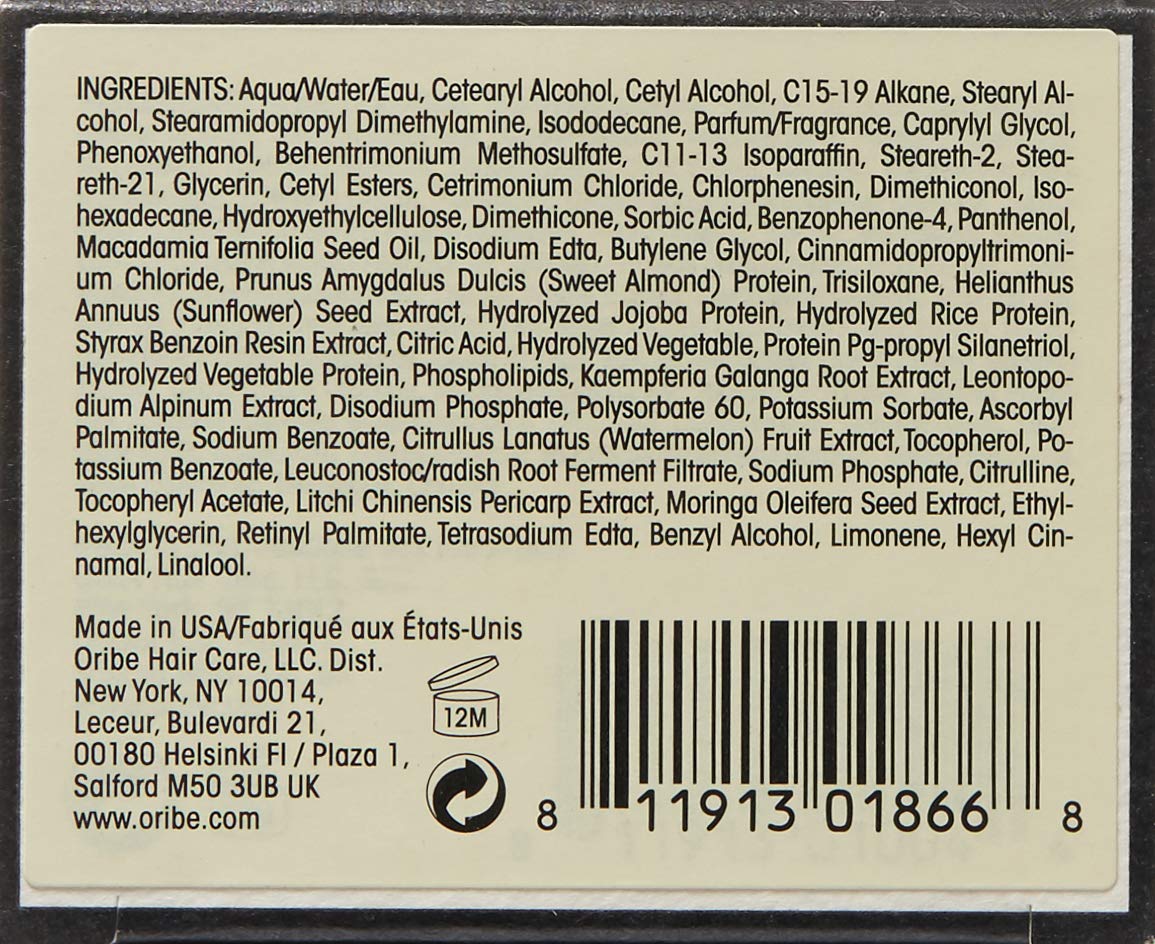 INGREDIENTS: Aqua/Water/Eau, Cetearyl Alcohol, Cetyl Alcohol, C15-19 Alkane, Stearyl Al-
cohol, Stearamidopropyl Dimethylamine, Isododecane, Parfum/Fragrance, Caprylyl Glycol,
Phenoxyethanol, Behentrimonium Methosulfate, C11-13 Isoparaffin, Steareth-2, Stea-
reth-21, Glycerin, Cetyl Esters, Cetrimonium Chloride, Chlorphenesin, Dimethiconol, Iso-
hexadecane, Hydroxyethylcellulose, Dimethicone, Sorbic Acid, Benzophenone-4, Panthenol,
Macadamia Ternifolia Seed Oil, Disodium Edta, Butylene Glycol, Cinnamidopropyltrimoni-
um Chloride, Prunus Amygdalus Dulcis (Sweet Almond) Protein, Trisiloxane, Helianthus
Annuus (Sunflower) Seed Extract, Hydrolyzed Jojoba Protein, Hydrolyzed Rice Protein,
Styrax Benzoin Resin Extract, Citric Acid, Hydrolyzed Vegetable, Protein Pg-propyl Silanetriol,
Hydrolyzed Vegetable Protein, Phospholipids, Kaempferia Galanga Root Extract, Leontopo-
dium Alpinum Extract, Disodium Phosphate, Polysorbate 60, Potassium Sorbate, Ascorbyl
Palmitate, Sodium Benzoate, Citrullus Lanatus (Watermelon) Fruit Extract, Tocopherol, Po-
tassium Benzoate, Leuconostoc/radish Root Ferment Filtrate, Sodium Phosphate, Citrulline,
Tocopheryl Acetate, Litchi Chinensis Pericarp Extract, Moringa Oleifera Seed Extract, Ethyl-
hexylglycerin, Retinyl Palmitate, Tetrasodium Edta, Benzyl Alcohol, Limonene, Hexyl Cin-
namal, Linalool.
Made in USA/Fabriqué aux États-Unis
Oribe Hair Care, LLC. Dist.
New York, NY 10014,
Leceur, Bulevardi 21,
00180 Helsinki FI / Plaza 1,
Salford M50 3UB UK
www.oribe.com
12M
8 11913 01866 8